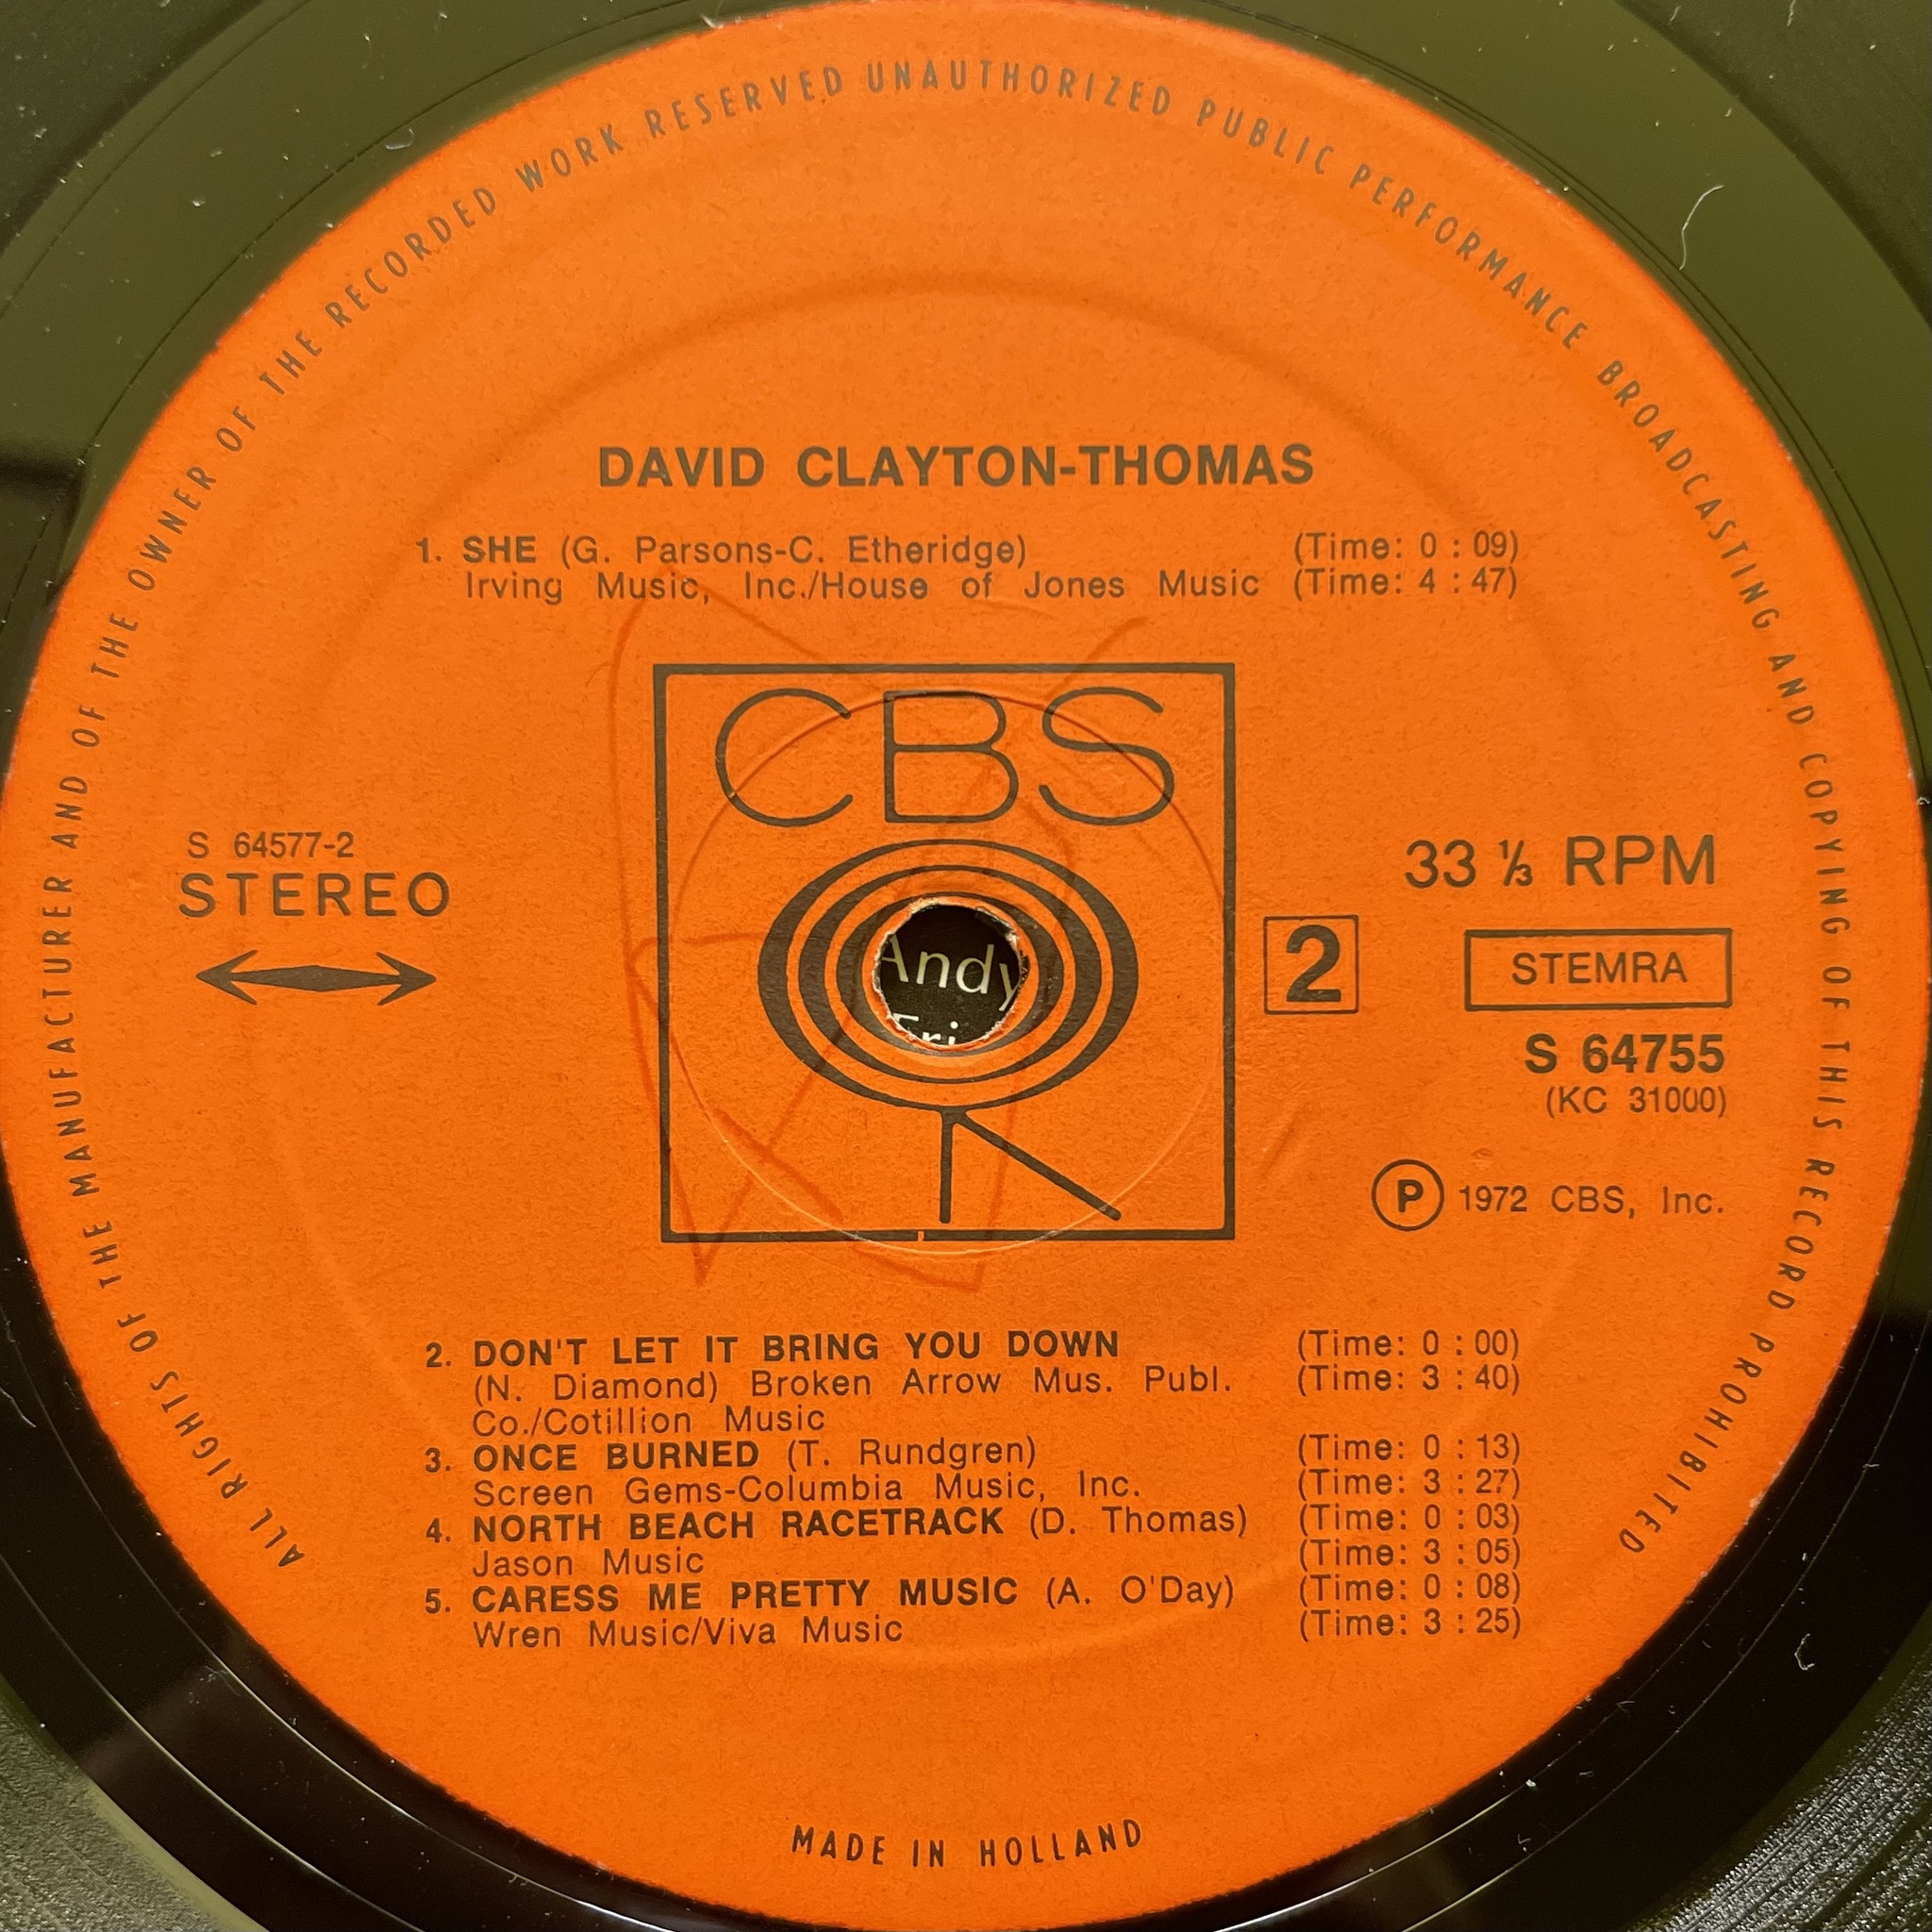 ALL RIGHTS OF THE MANUFACTURER AND OF THE OWNER OF THE RECORDED WORK RESERVED UNAUTHORIZED PUBLIC PERFORMANCE BROADCASTING AND COPYING OF THIS RECORD PROHIBITED
DAVID CLAYTON-THOMAS
1. SHE (G. Parsons-C. Etheridge) (Time: 0 : 09)
Irving Music, Inc./House of Jones Music (Time: 4 : 47)
CBS
S 64577-2
STEREO
33 ⅓ RPM
2
STEMRA
S 64755
(KC 31000)
Ⓟ 1972 CBS, Inc.
Andy
2. DON'T LET IT BRING YOU DOWN (Time: 0 : 00)
(N. Diamond) Broken Arrow Mus. Publ. (Time: 3 : 40)
Co./Cotillion Music
3. ONCE BURNED (T. Rundgren) (Time: 0 : 13)
Screen Gems-Columbia Music, Inc. (Time: 3 : 27)
4. NORTH BEACH RACETRACK (D. Thomas) (Time: 0 : 03)
Jason Music (Time: 3 : 05)
5. CARESS ME PRETTY MUSIC (A. O'Day) (Time: 0 : 08)
Wren Music/Viva Music (Time: 3 : 25)
MADE IN HOLLAND